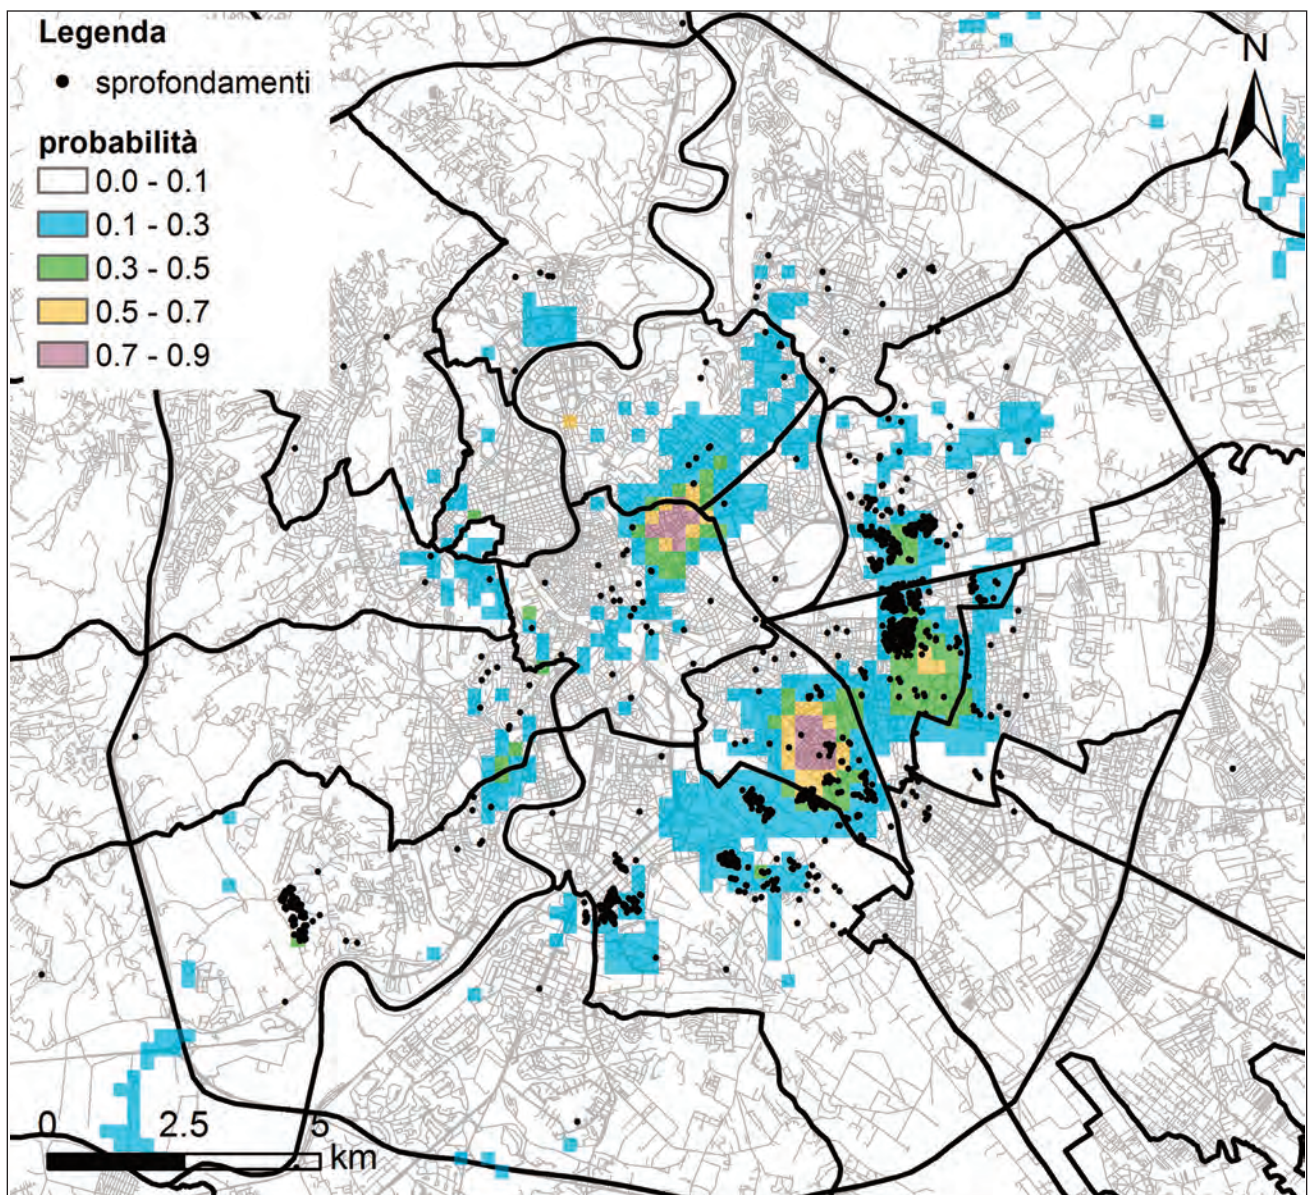 Legenda
sprofondamenti
probabilità
0.0 - 0.1
0.1 - 0.3
0.3 - 0.5
0.5 - 0.7
0.7 - 0.9
N
0 2.5 5
km